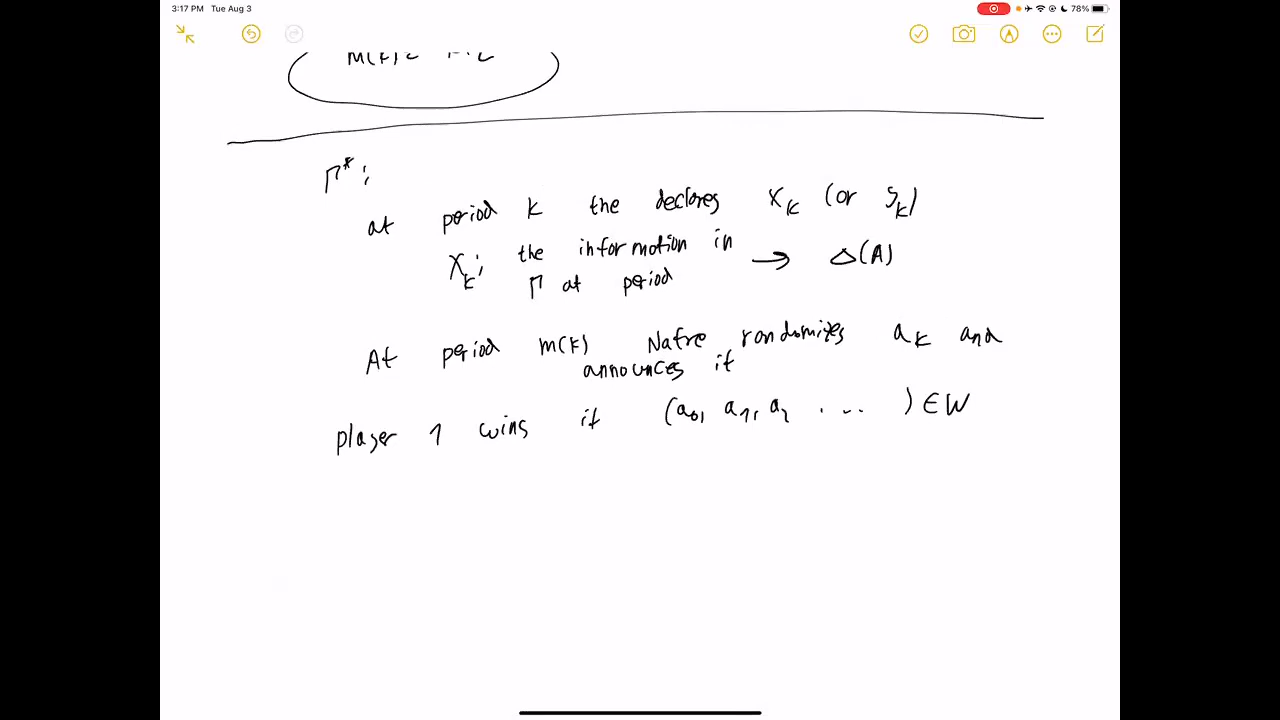 3:17 PM Tue Aug 3
78%
Γ* :
at period k the declares x_k (or s_k)
x_k : the information in → Δ(A)
Γ at period
At period m(k) Natre randomizes a_k and
announces it
player 1 wins if (a_0, a_1, a_2 . . . . ) ∈ W